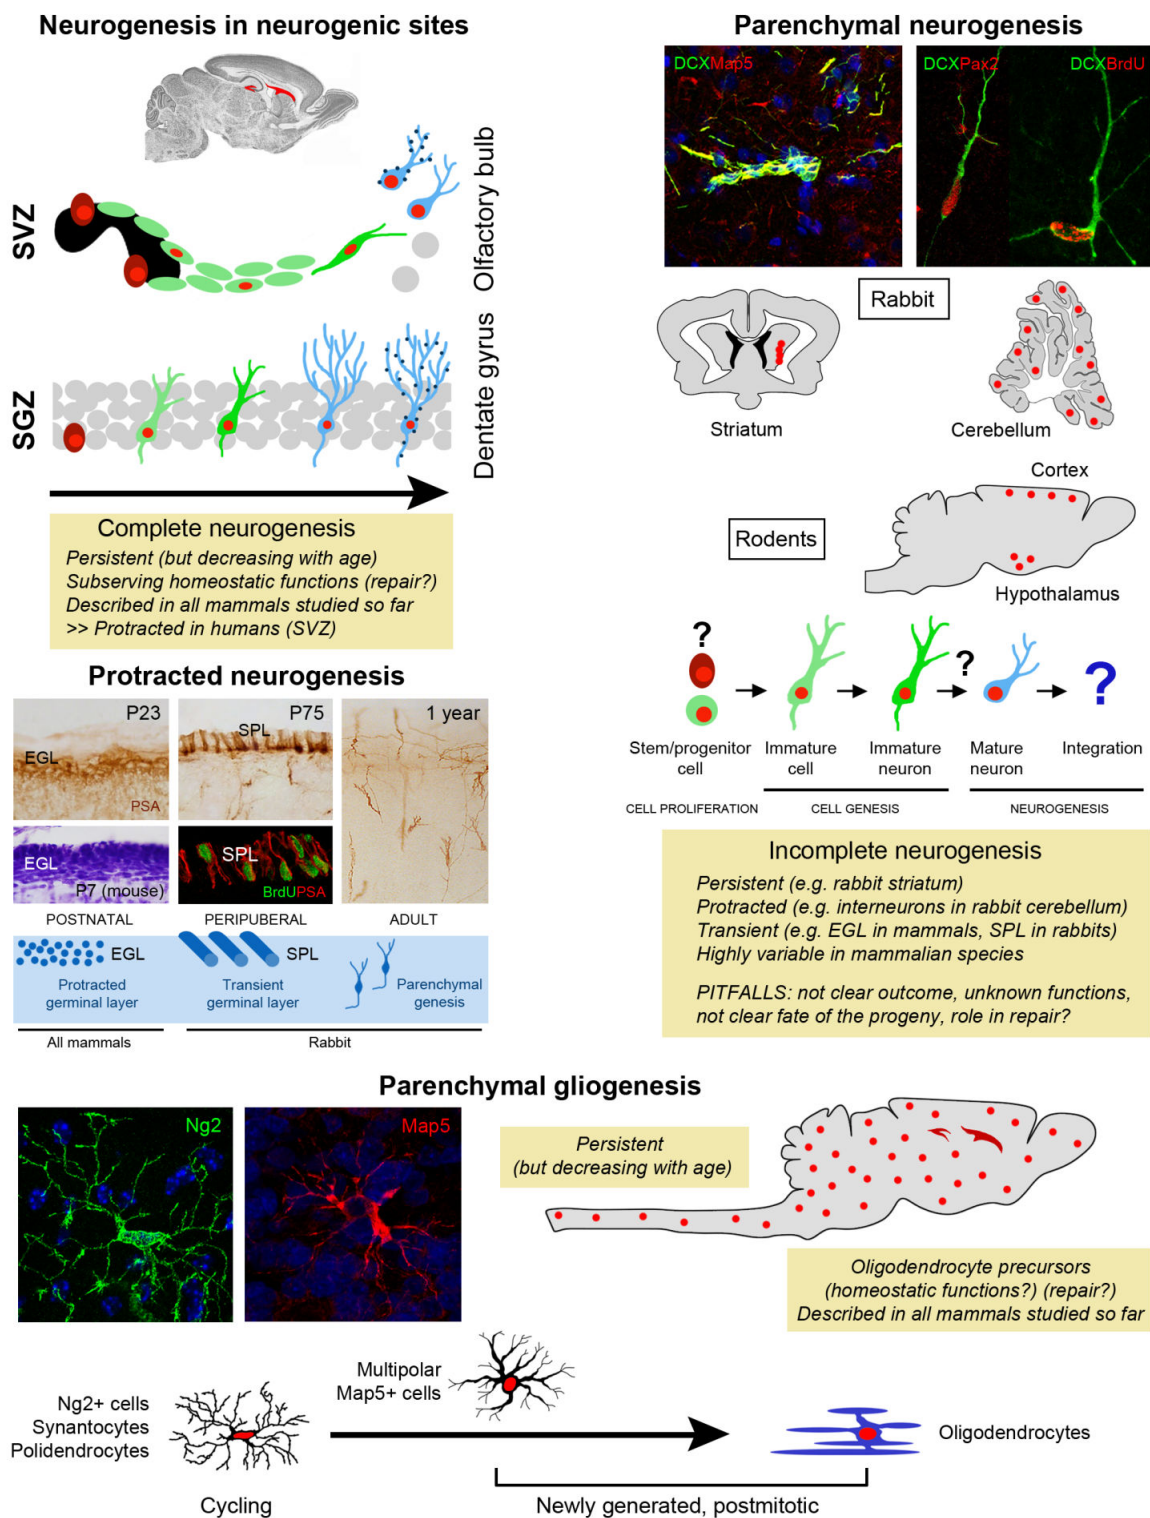 Neurogenesis in neurogenic sites
SVZ
Olfactory bulb
SGZ
Dentate gyrus
Complete neurogenesis
Persistent (but decreasing with age)
Subserving homeostatic functions (repair?)
Described in all mammals studied so far
>> Protracted in humans (SVZ)
Protracted neurogenesis
P23
EGL
PSA
P75
SPL
1 year
EGL
P7 (mouse)
SPL
BrdUPSA
POSTNATAL
PERIPUBERAL
ADULT
EGL
SPL
Protracted
germinal layer
Transient
germinal layer
Parenchymal
genesis
All mammals
Rabbit
Parenchymal neurogenesis
DCXMap5
DCXPax2
DCXBrdU
Rabbit
Striatum
Cerebellum
Cortex
Rodents
Hypothalamus
?
?
?
Stem/progenitor
cell
Immature
cell
Immature
neuron
Mature
neuron
Integration
CELL PROLIFERATION
CELL GENESIS
NEUROGENESIS
Incomplete neurogenesis
Persistent (e.g. rabbit striatum)
Protracted (e.g. interneurons in rabbit cerebellum)
Transient (e.g. EGL in mammals, SPL in rabbits)
Highly variable in mammalian species
PITFALLS: not clear outcome, unknown functions,
not clear fate of the progeny, role in repair?
Parenchymal gliogenesis
Ng2
Map5
Persistent
(but decreasing with age)
Oligodendrocyte precursors
(homeostatic functions?) (repair?)
Described in all mammals studied so far
Ng2+ cells
Synantocytes
Polidendrocytes
Multipolar
Map5+ cells
Oligodendrocytes
Cycling
Newly generated, postmitotic